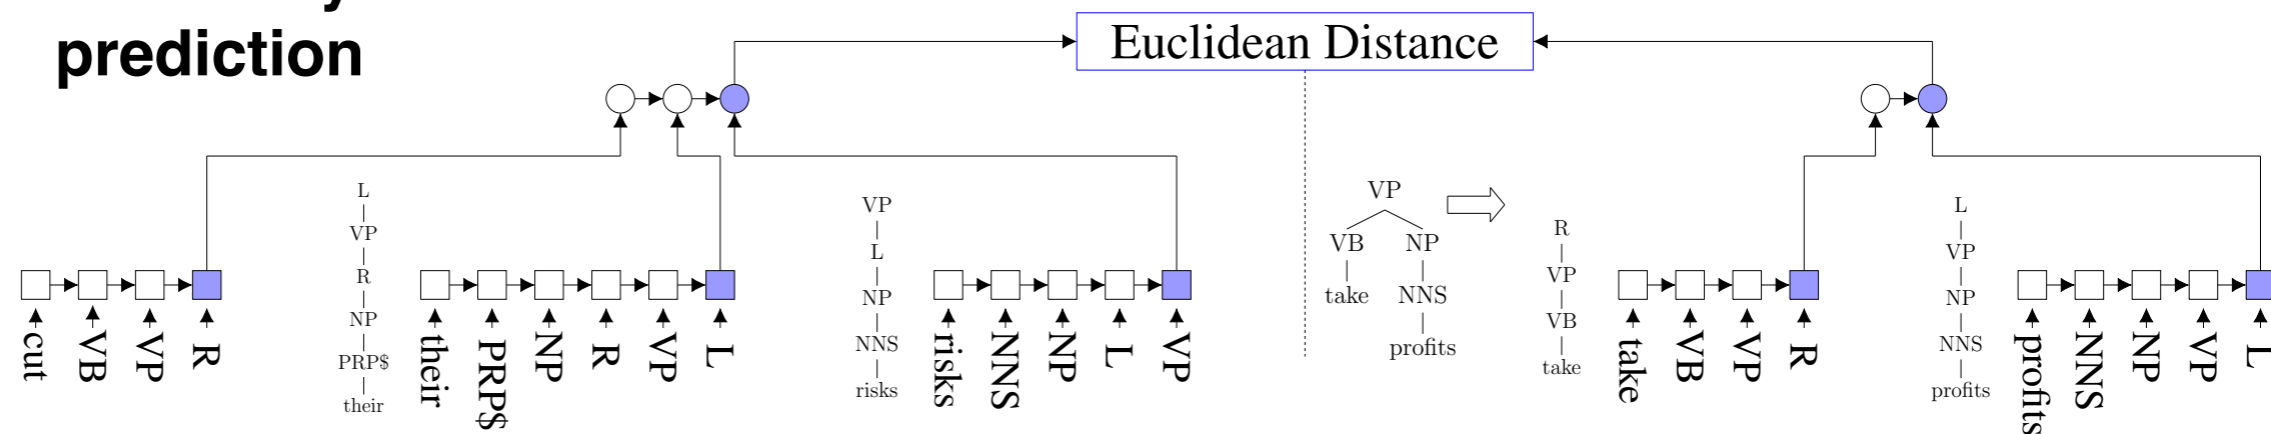 prediction
Euclidean Distance
L
VP
R
NP
PRP$
their
VP
L
NP
NNS
risks
VP
VB NP
take NNS
profits
R
VP
VB
take
L
VP
NP
NNS
profits
cut VB VP R
their PRP$ NP R VP L
risks NNS NP L VP
take VB VP R
profits NNS NP VP L